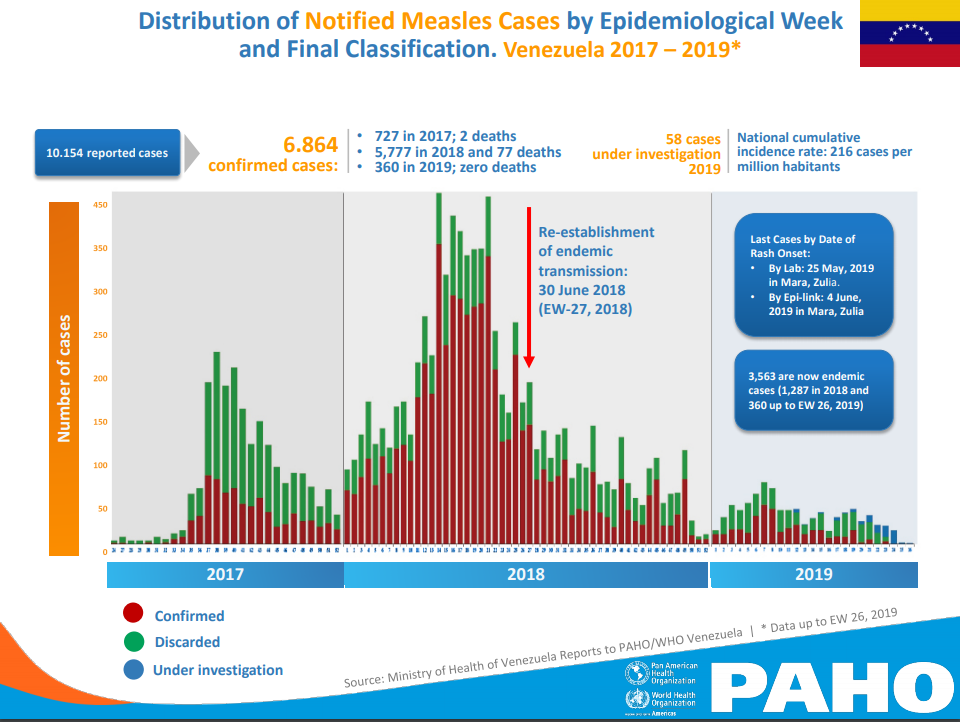 Distribution of Notified Measles Cases by Epidemiological Week
and Final Classification. Venezuela 2017 – 2019*
10.154 reported cases
6.864
confirmed cases:
• 727 in 2017; 2 deaths
• 5,777 in 2018 and 77 deaths
• 360 in 2019; zero deaths
58 cases
under investigation
2019
National cumulative
incidence rate: 216 cases per
million habitants
Number of cases
450
350
300
250
200
150
100
50
0
Re-establishment
of endemic
transmission:
30 June 2018
(EW-27, 2018)
Last Cases by Date of
Rash Onset:
• By Lab: 25 May, 2019
in Mara, Zulia.
• By Epi-link: 4 June,
2019 in Mara, Zulia
3,563 are now endemic
cases (1,287 in 2018 and
360 up to EW 26, 2019)
2017
2018
2019
Confirmed
Discarded
Under investigation
Source: Ministry of Health of Venezuela Reports to PAHO/WHO Venezuela | * Data up to EW 26, 2019
Pan American
Health
Organization
World Health
Organization
Americas
PAHO